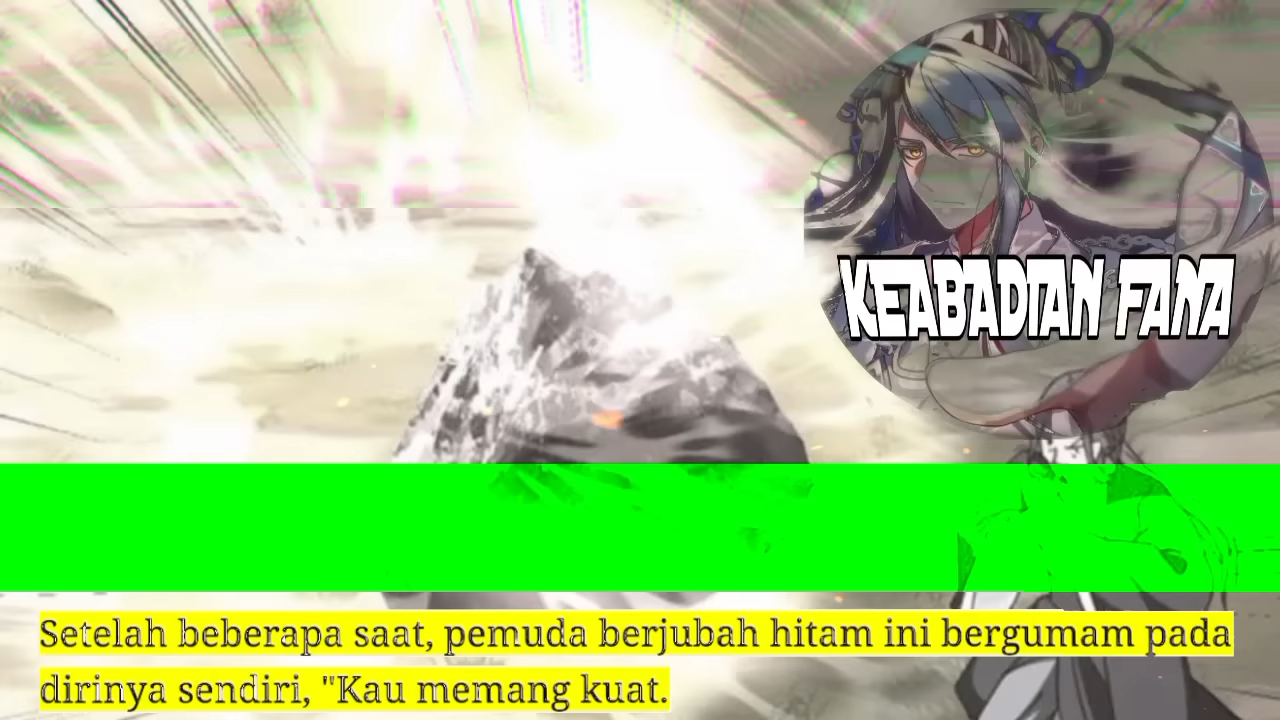 KEABADIAN FANA
Setelah beberapa saat, pemuda berjubah hitam ini bergumam pada
dirinya sendiri, "Kau memang kuat.